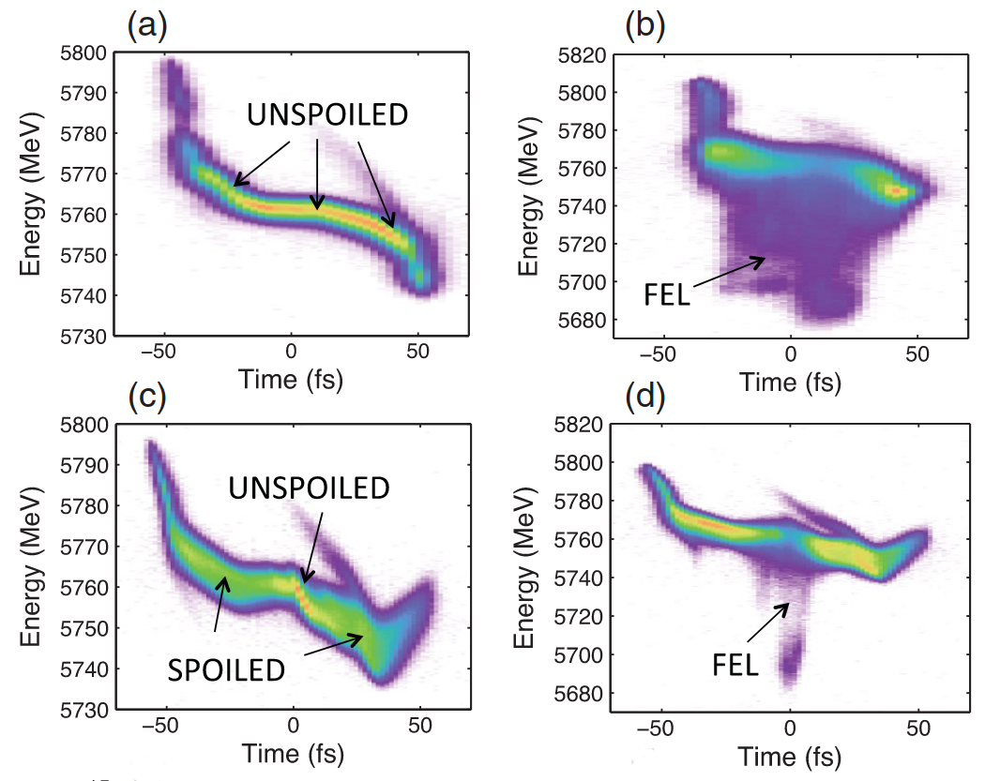 (a)
5800
5790
5780
5770
5760
5750
5740
5730
Energy (MeV)
UNSPOILED
−50 0 50
Time (fs)
(b)
5820
5800
5780
5760
5740
5720
5700
5680
Energy (MeV)
FEL
−50 0 50
Time (fs)
(c)
5800
5790
5780
5770
5760
5750
5740
5730
Energy (MeV)
UNSPOILED
SPOILED
−50 0 50
Time (fs)
(d)
5820
5800
5780
5760
5740
5720
5700
5680
Energy (MeV)
FEL
−50 0 50
Time (fs)